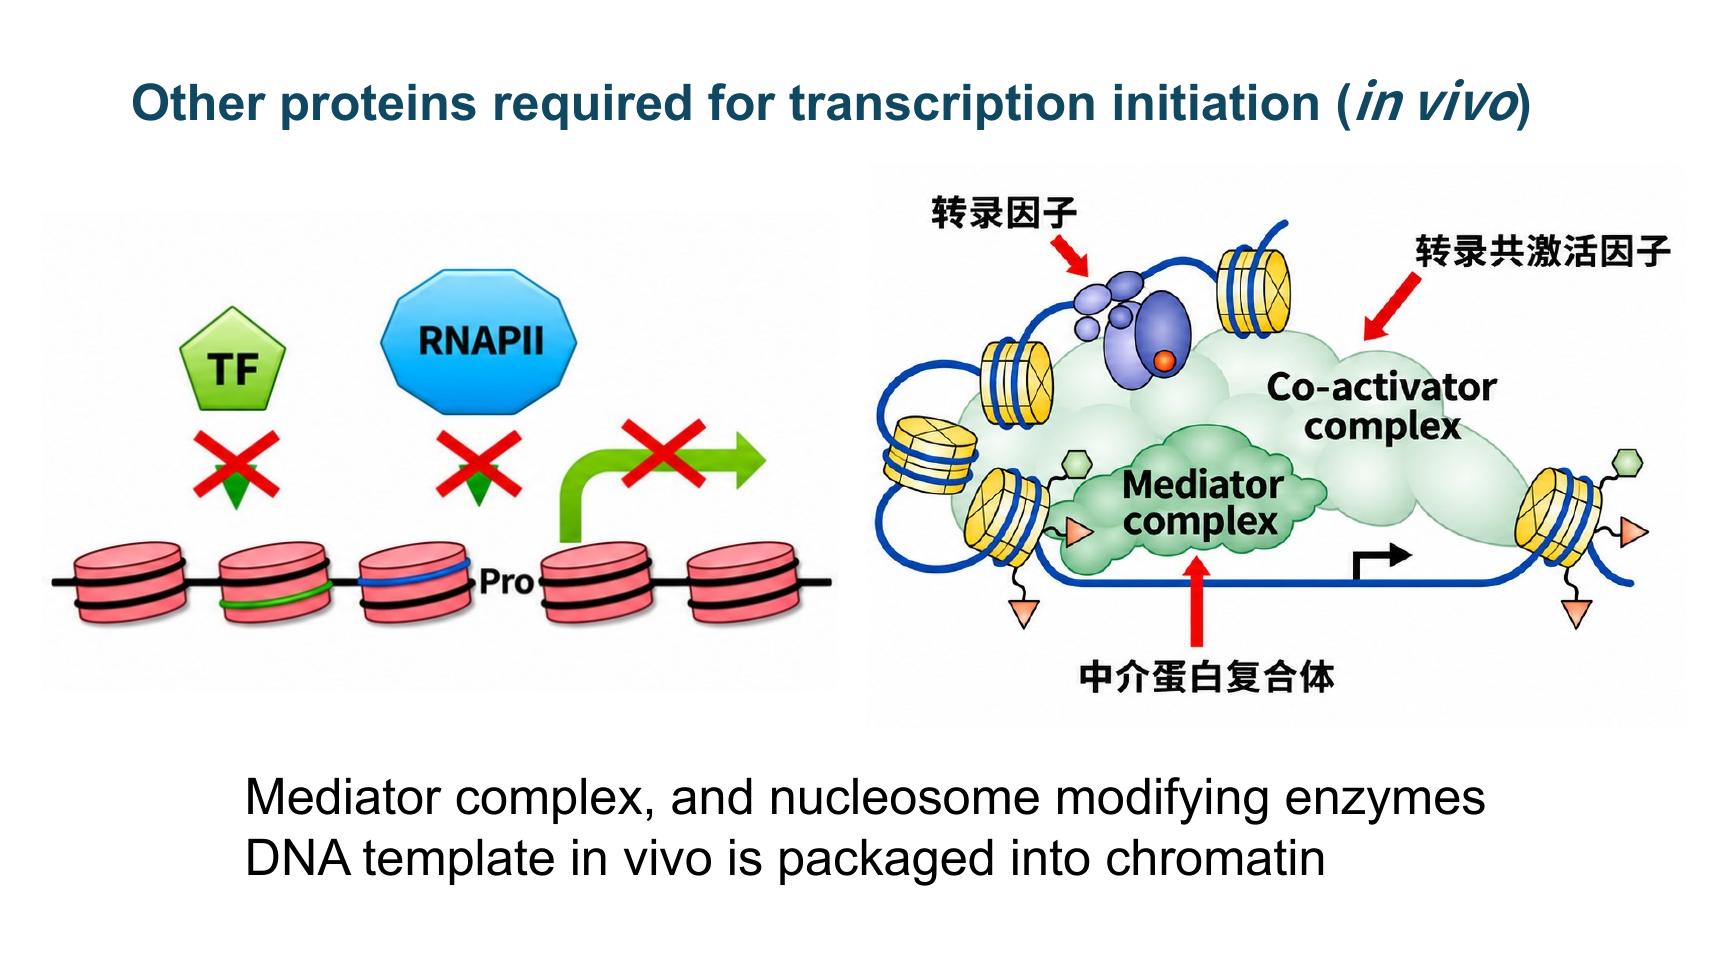 Other proteins required for transcription initiation (in vivo)
转录因子
转录共激活因子
TF
RNAPII
Co-activator
complex
Mediator
complex
Pro
中介蛋白复合体
Mediator complex, and nucleosome modifying enzymes
DNA template in vivo is packaged into chromatin